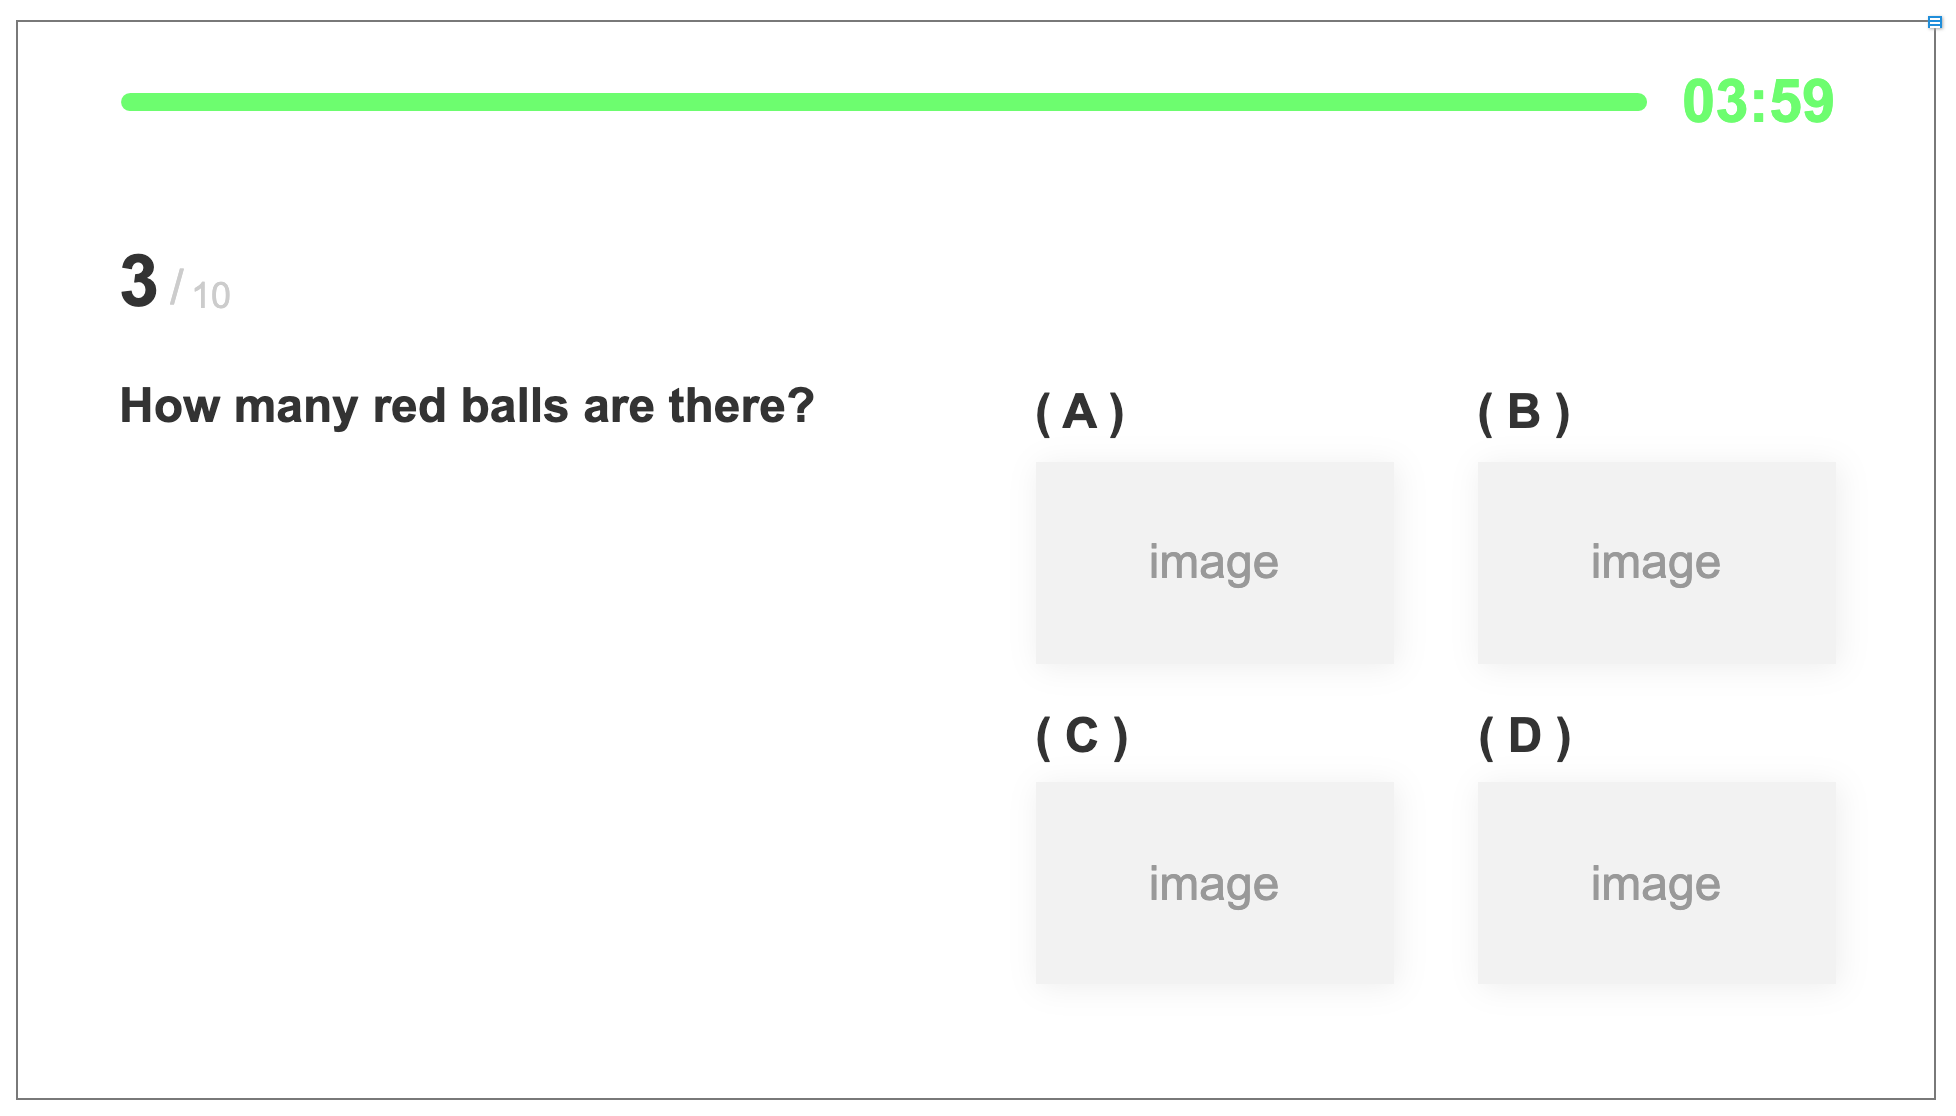 03:59
3 / 10
How many red balls are there?
( A )
( B )
image
image
( C )
( D )
image
image